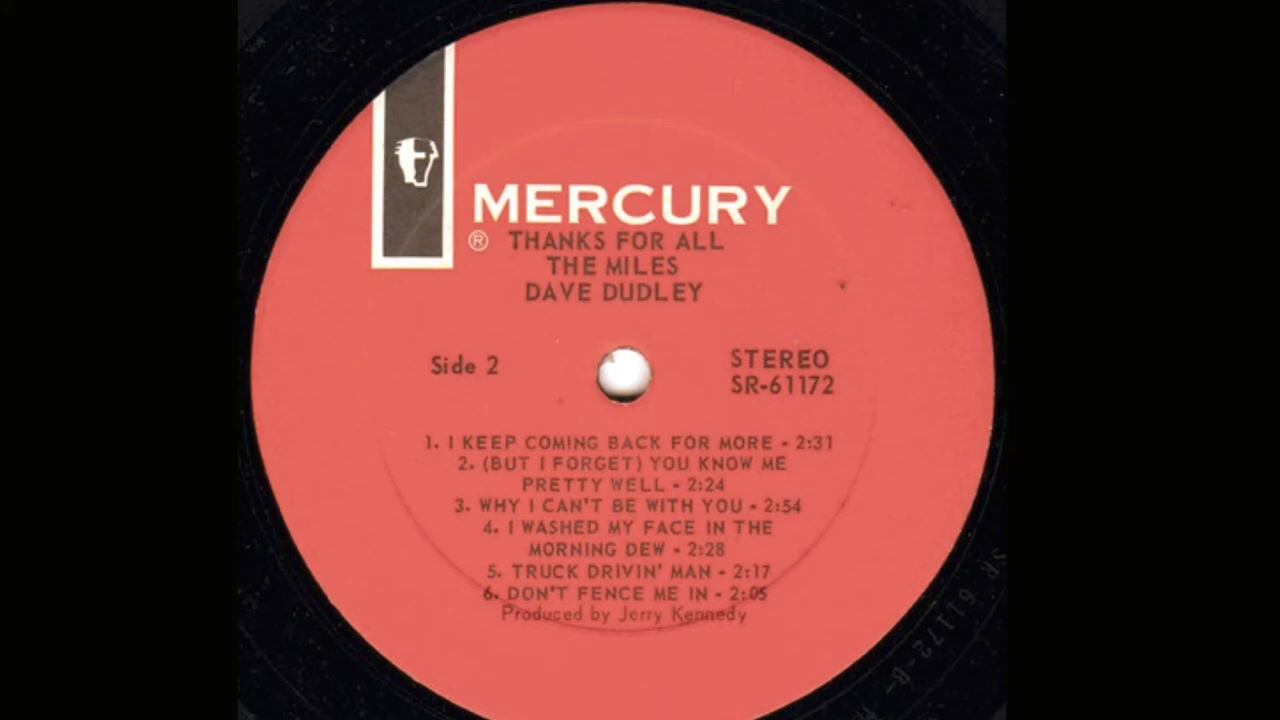 MERCURY
® THANKS FOR ALL
THE MILES
DAVE DUDLEY
Side 2
STEREO
SR-61172
1. I KEEP COMING BACK FOR MORE - 2:31
2. (BUT I FORGET) YOU KNOW ME
PRETTY WELL - 2:24
3. WHY I CAN'T BE WITH YOU - 2:54
4. I WASHED MY FACE IN THE
MORNING DEW - 2:28
5. TRUCK DRIVIN' MAN - 2:17
6. DON'T FENCE ME IN - 2:05
Produced by Jerry Kennedy
SR 61172-B-